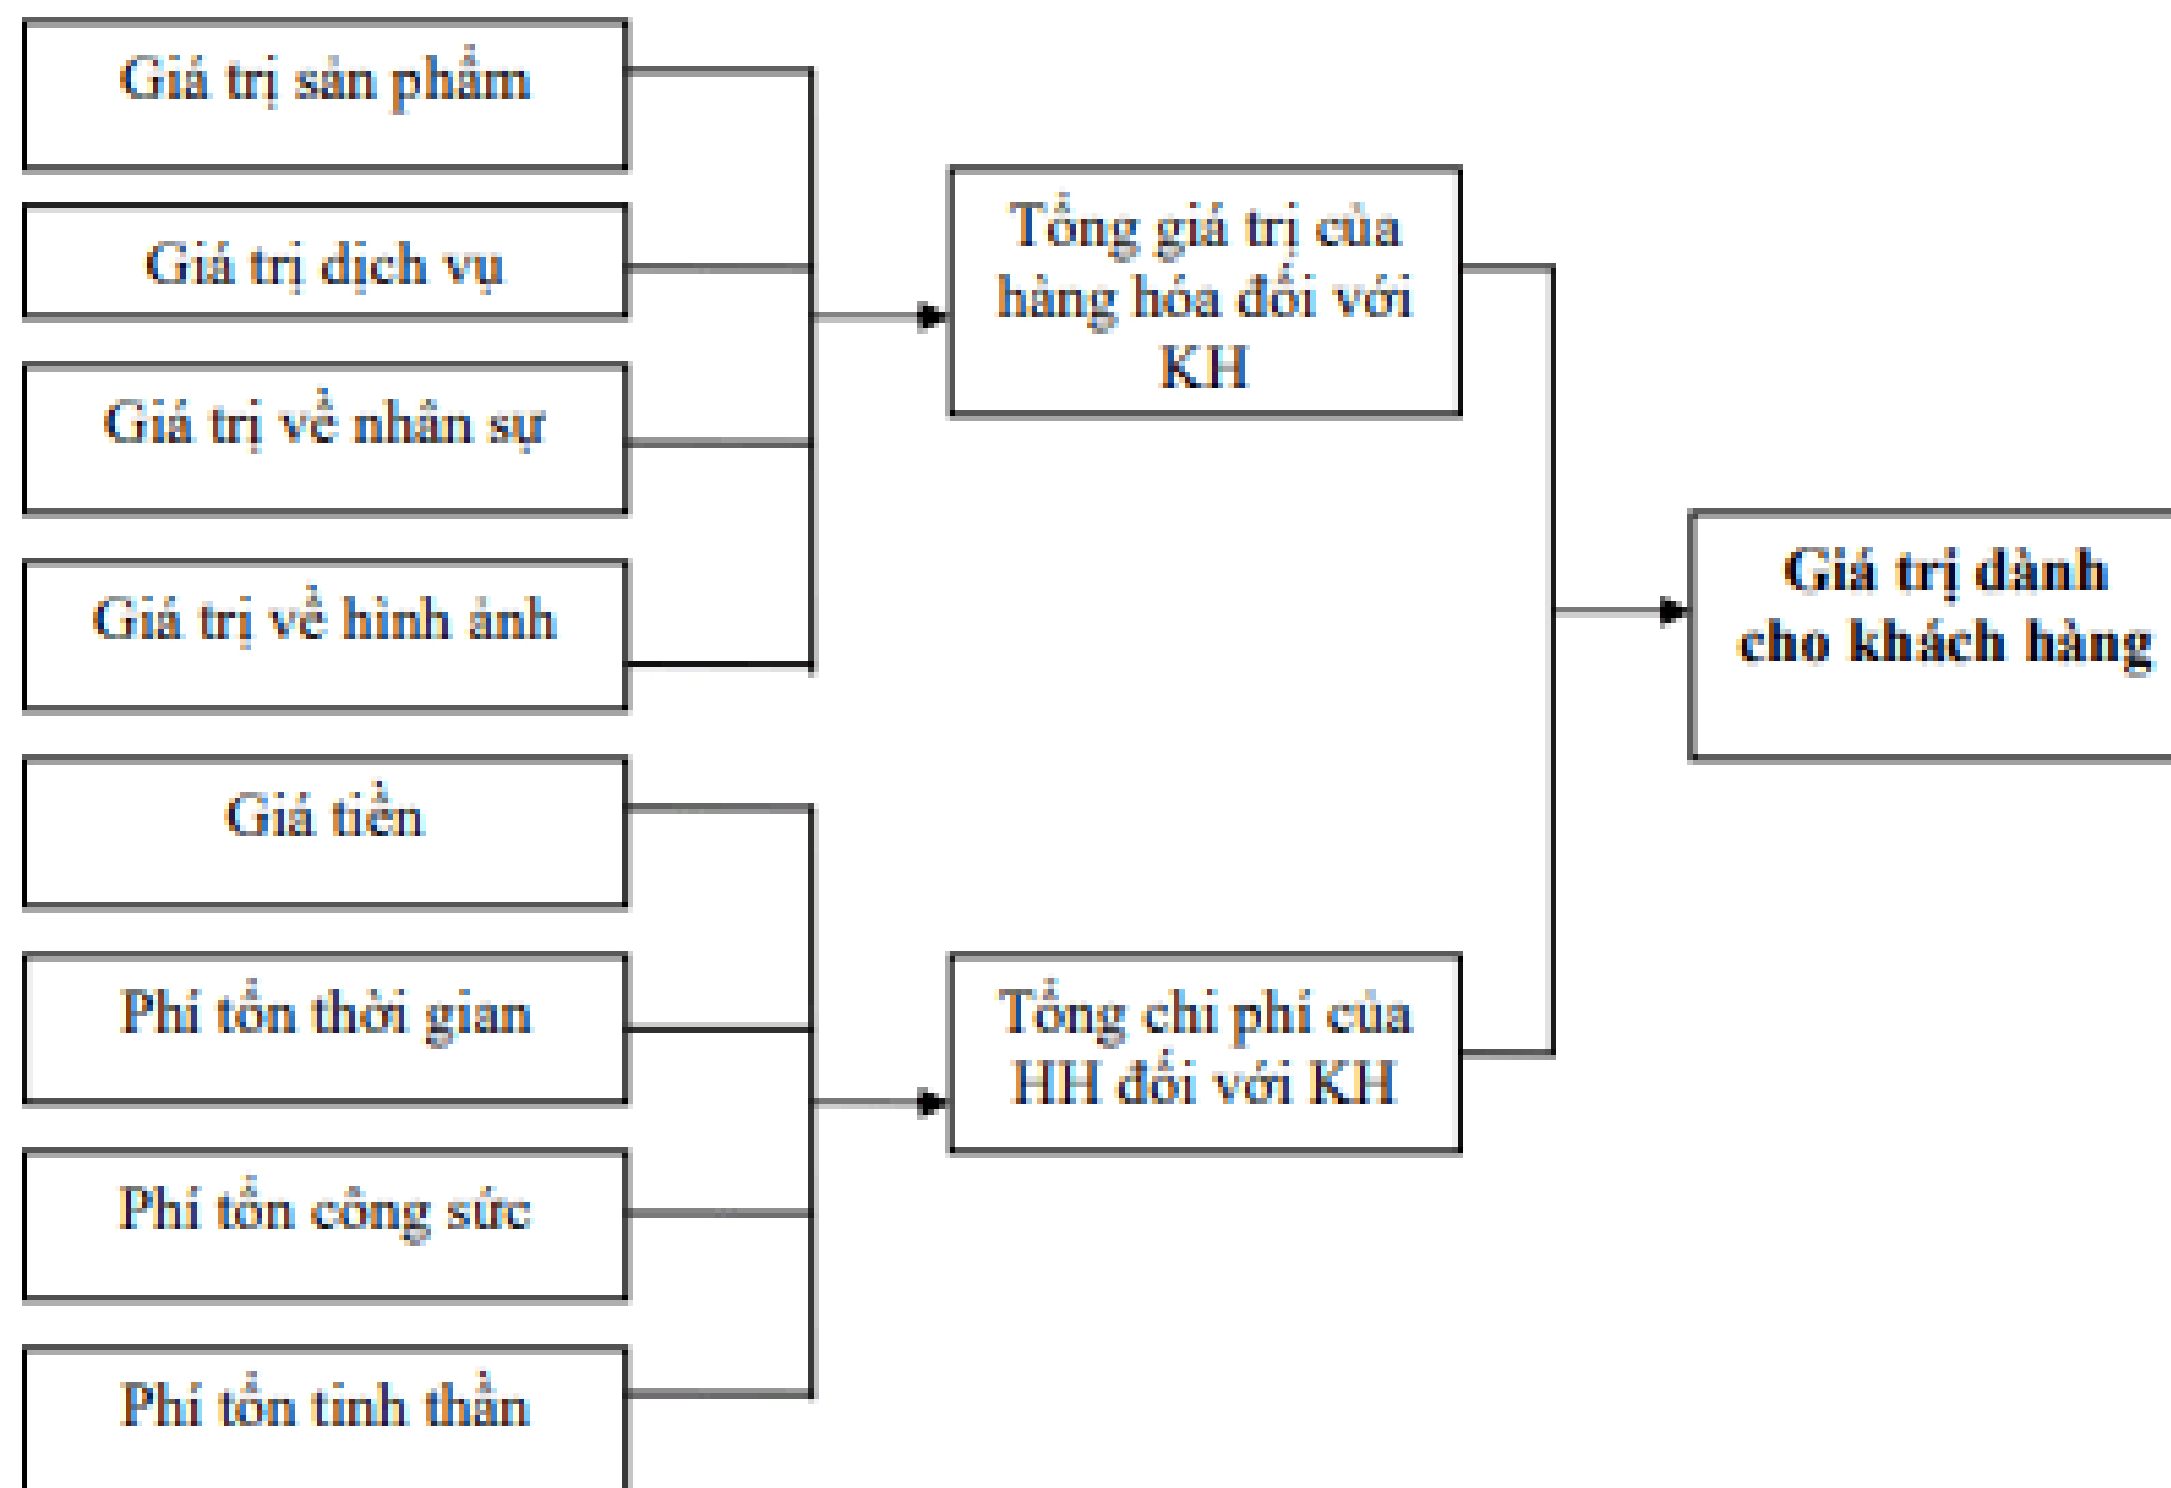 Giá trị sản phẩm
Giá trị dịch vụ
Giá trị về nhân sự
Giá trị về hình ảnh
Giá tiền
Phí tổn thời gian
Phí tổn công sức
Phí tổn tinh thần
Tổng giá trị của
hàng hóa đối với
KH
Tổng chi phí của
HH đối với KH
Giá trị dành
cho khách hàng